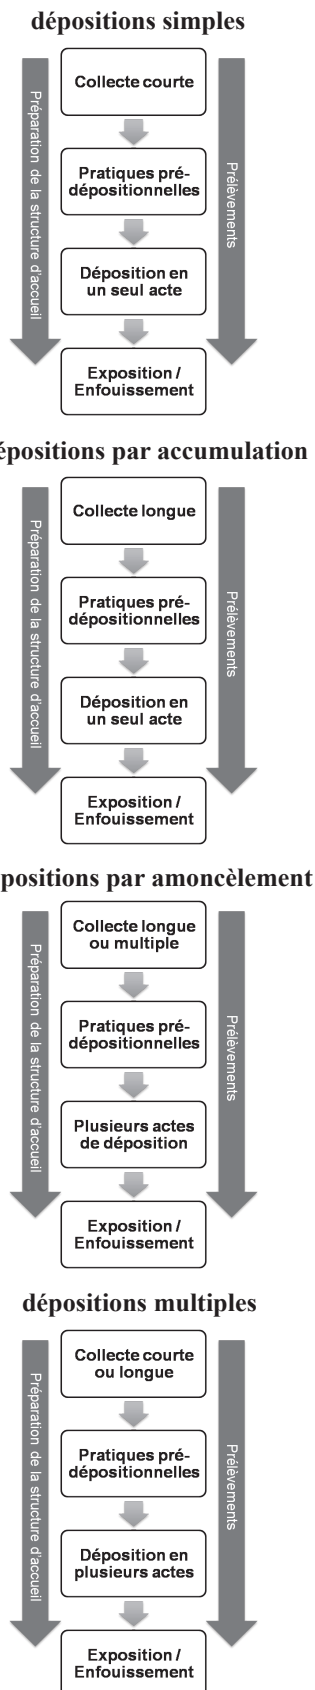 dépositions simples
Préparation de la structure d'accueil
Collecte courte
Pratiques pré-
dépositionnelles
Déposition en
un seul acte
Exposition /
Enfouissement
Prélèvements
épositions par accumulation
Préparation de la structure d'accueil
Collecte longue
Pratiques pré-
dépositionnelles
Déposition en
un seul acte
Exposition /
Enfouissement
Prélèvements
positions par amoncèlement
Préparation de la structure d'accueil
Collecte longue
ou multiple
Pratiques pré-
dépositionnelles
Plusieurs actes
de déposition
Exposition /
Enfouissement
Prélèvements
dépositions multiples
Préparation de la structure d'accueil
Collecte courte
ou longue
Pratiques pré-
dépositionnelles
Déposition en
plusieurs actes
Exposition /
Enfouissement
Prélèvements